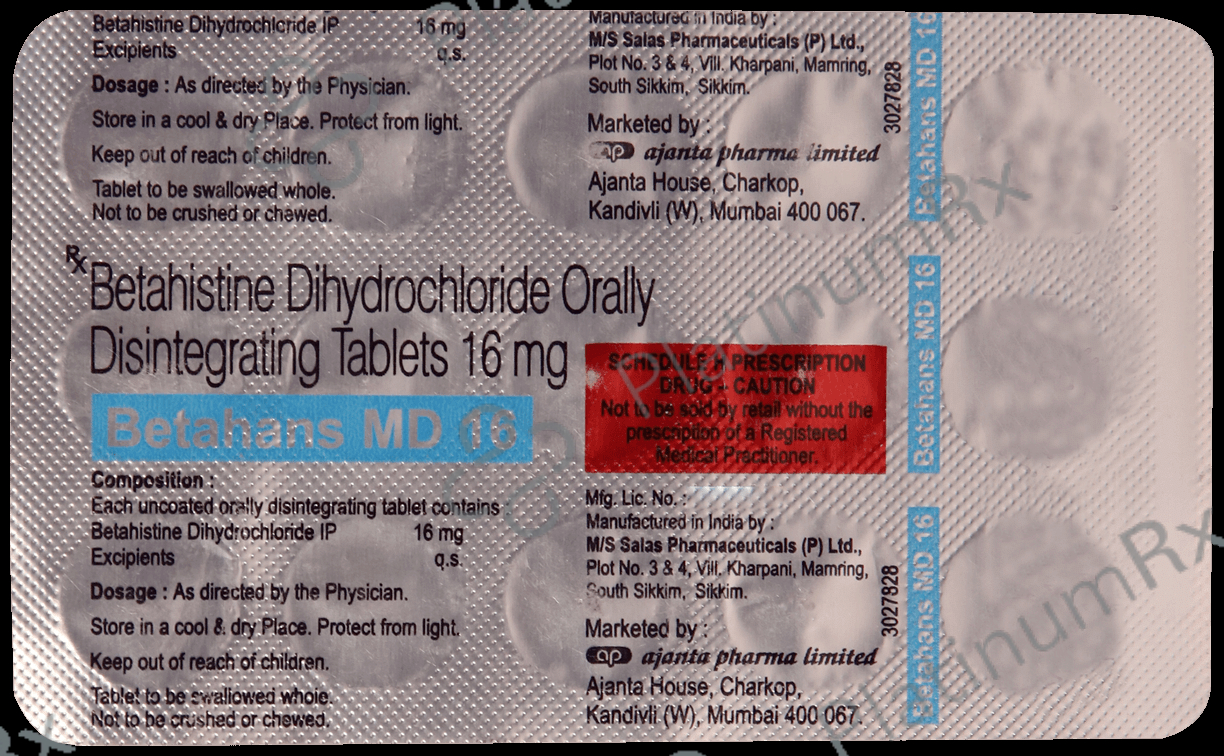 Betahistine Dihydrochloride IP 16 mg
Excipients q.s.
Dosage : As directed by the Physician.
Store in a cool & dry Place. Protect from light.
Keep out of reach of children.
Tablet to be swallowed whole.
Not to be crushed or chewed.
Manufactured in India by :
M/S Salas Pharmaceuticals (P) Ltd.,
Plot No. 3 & 4, Vill. Kharpani, Mamring,
South Sikkim, Sikkim.
Marketed by :
ap ajanta pharma limited
Ajanta House, Charkop,
Kandivli (W), Mumbai 400 067.
3027828
Betahans MD 16
Rx Betahistine Dihydrochloride Orally
Disintegrating Tablets 16 mg
Betahans MD 16
SCHEDULE H PRESCRIPTION
DRUG - CAUTION
Not to be sold by retail without the
prescription of a Registered
Medical Practitioner.
Betahans MD 16
Composition :
Each uncoated orally disintegrating tablet contains :
Betahistine Dihydrochloride IP 16 mg
Excipients q.s.
Dosage : As directed by the Physician.
Store in a cool & dry Place. Protect from light.
Keep out of reach of children.
Tablet to be swallowed whole.
Not to be crushed or chewed.
Mfg. Lic. No. :
Manufactured in India by :
M/S Salas Pharmaceuticals (P) Ltd.,
Plot No. 3 & 4, Vill. Kharpani, Mamring,
South Sikkim, Sikkim.
Marketed by :
ap ajanta pharma limited
Ajanta House, Charkop,
Kandivli (W), Mumbai 400 067.
3027828
Betahans MD 16
PlatinumRx
PlatinumRx
Rx